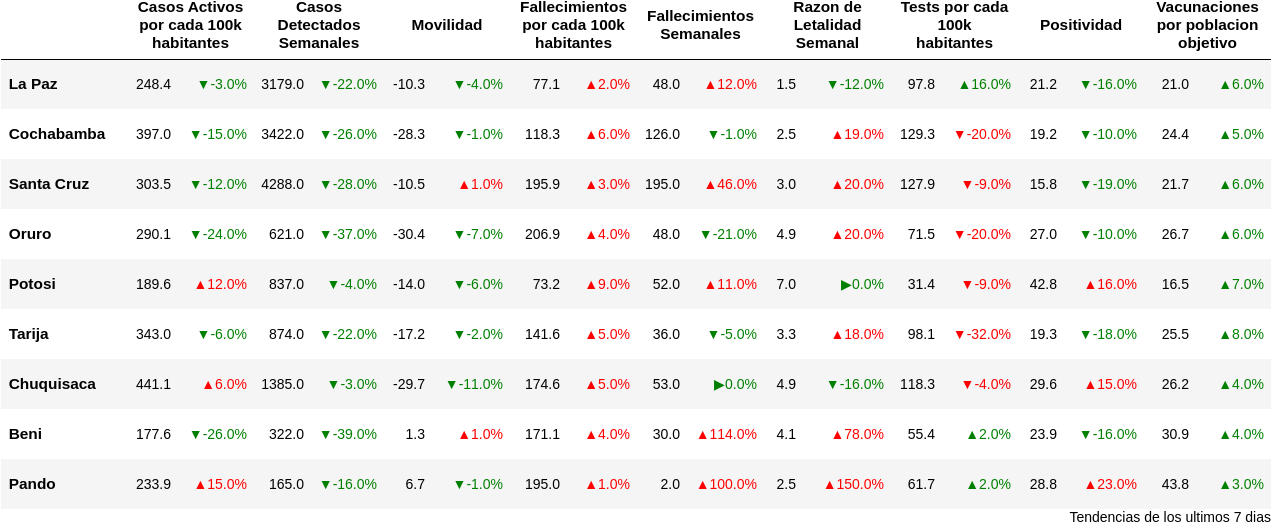 Casos Activos por cada 100k habitantes Casos Detectados Semanales Movilidad Fallecimientos por cada 100k habitantes Fallecimientos Semanales Razon de Letalidad Semanal Tests por cada 100k habitantes Positividad Vacunaciones por poblacion objetivo
La Paz 248.4 ▼-3.0% 3179.0 ▼-22.0% -10.3 ▼-4.0% 77.1 ▲2.0% 48.0 ▲12.0% 1.5 ▼-12.0% 97.8 ▲16.0% 21.2 ▼-16.0% 21.0 ▲6.0%
Cochabamba 397.0 ▼-15.0% 3422.0 ▼-26.0% -28.3 ▼-1.0% 118.3 ▲6.0% 126.0 ▼-1.0% 2.5 ▲19.0% 129.3 ▼-20.0% 19.2 ▼-10.0% 24.4 ▲5.0%
Santa Cruz 303.5 ▼-12.0% 4288.0 ▼-28.0% -10.5 ▲1.0% 195.9 ▲3.0% 195.0 ▲46.0% 3.0 ▲20.0% 127.9 ▼-9.0% 15.8 ▼-19.0% 21.7 ▲6.0%
Oruro 290.1 ▼-24.0% 621.0 ▼-37.0% -30.4 ▼-7.0% 206.9 ▲4.0% 48.0 ▼-21.0% 4.9 ▲20.0% 71.5 ▼-20.0% 27.0 ▼-10.0% 26.7 ▲6.0%
Potosi 189.6 ▲12.0% 837.0 ▼-4.0% -14.0 ▼-6.0% 73.2 ▲9.0% 52.0 ▲11.0% 7.0 ▶0.0% 31.4 ▼-9.0% 42.8 ▲16.0% 16.5 ▲7.0%
Tarija 343.0 ▼-6.0% 874.0 ▼-22.0% -17.2 ▼-2.0% 141.6 ▲5.0% 36.0 ▼-5.0% 3.3 ▲18.0% 98.1 ▼-32.0% 19.3 ▼-18.0% 25.5 ▲8.0%
Chuquisaca 441.1 ▲6.0% 1385.0 ▼-3.0% -29.7 ▼-11.0% 174.6 ▲5.0% 53.0 ▶0.0% 4.9 ▼-16.0% 118.3 ▼-4.0% 29.6 ▲15.0% 26.2 ▲4.0%
Beni 177.6 ▼-26.0% 322.0 ▼-39.0% 1.3 ▲1.0% 171.1 ▲4.0% 30.0 ▲114.0% 4.1 ▲78.0% 55.4 ▲2.0% 23.9 ▼-16.0% 30.9 ▲4.0%
Pando 233.9 ▲15.0% 165.0 ▼-16.0% 6.7 ▼-1.0% 195.0 ▲1.0% 2.0 ▲100.0% 2.5 ▲150.0% 61.7 ▲2.0% 28.8 ▲23.0% 43.8 ▲3.0%
Tendencias de los ultimos 7 dias